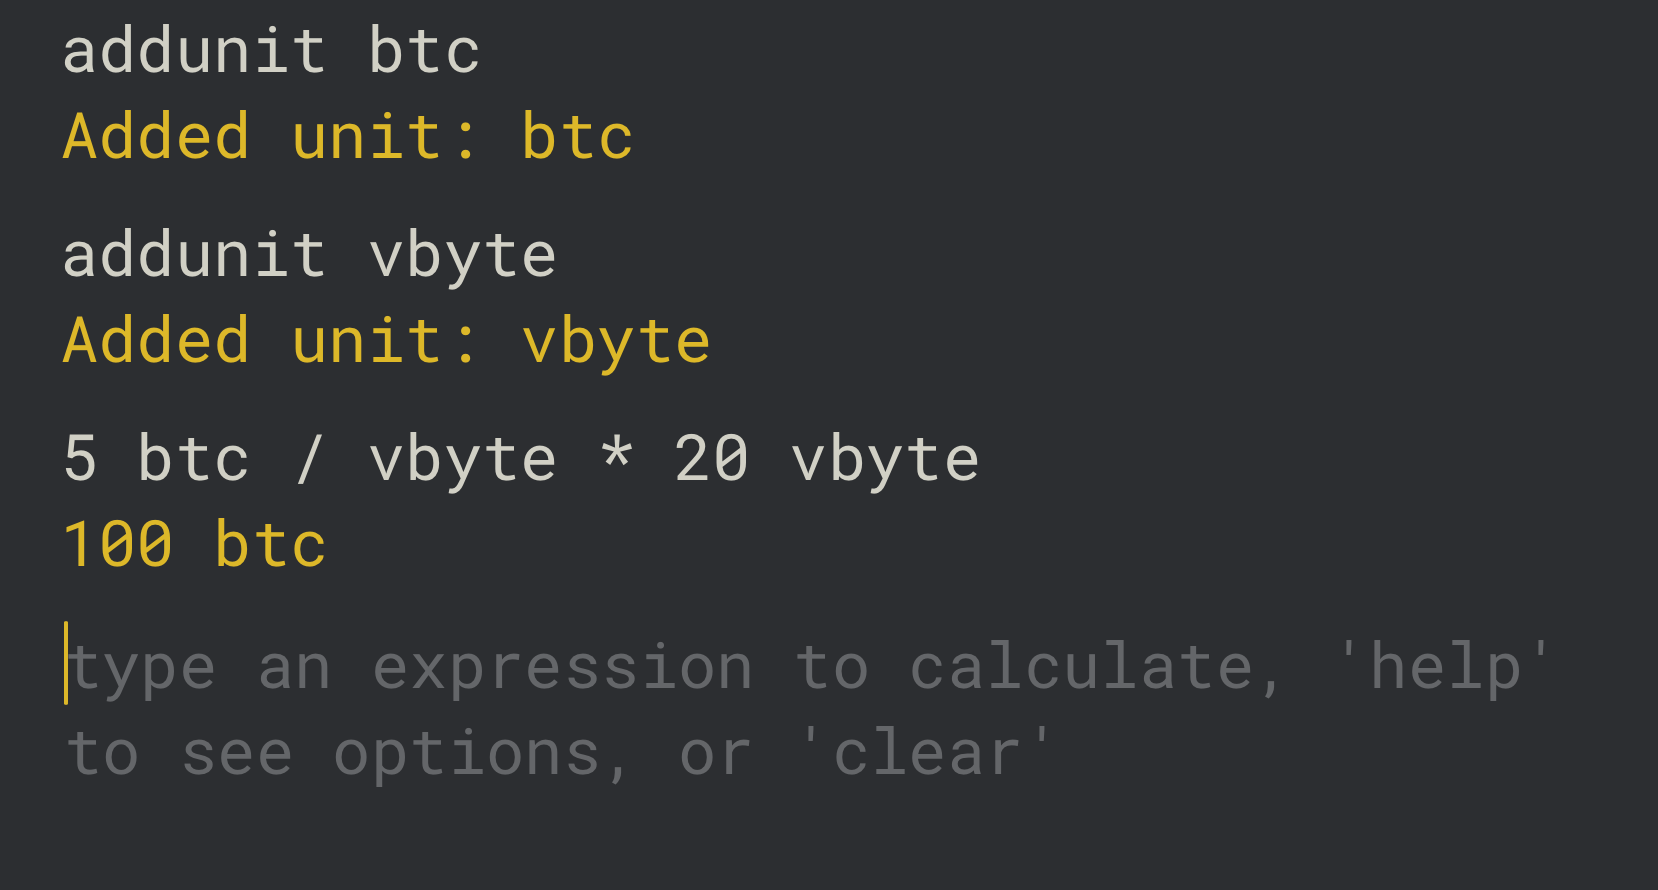 addunit btc
Added unit: btc
addunit vbyte
Added unit: vbyte
5 btc / vbyte * 20 vbyte
100 btc
type an expression to calculate, 'help'
to see options, or 'clear'